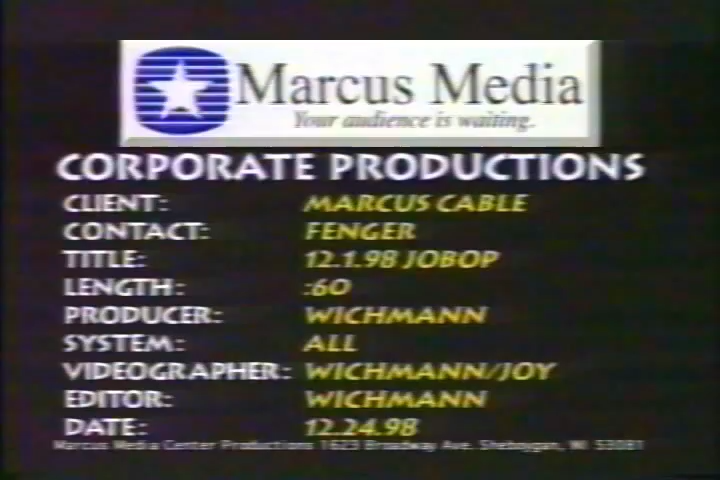 Marcus Media
Your audience is waiting.
CORPORATE PRODUCTIONS
CLIENT: MARCUS CABLE
CONTACT: FENGER
TITLE: 12.1.98 JOBOP
LENGTH: :60
PRODUCER: WICHMANN
SYSTEM: ALL
VIDEOGRAPHER: WICHMANN/JOY
EDITOR: WICHMANN
DATE: 12.24.98
Marcus Media Center Productions 1623 Broadway Ave. Sheboygan, WI 53081